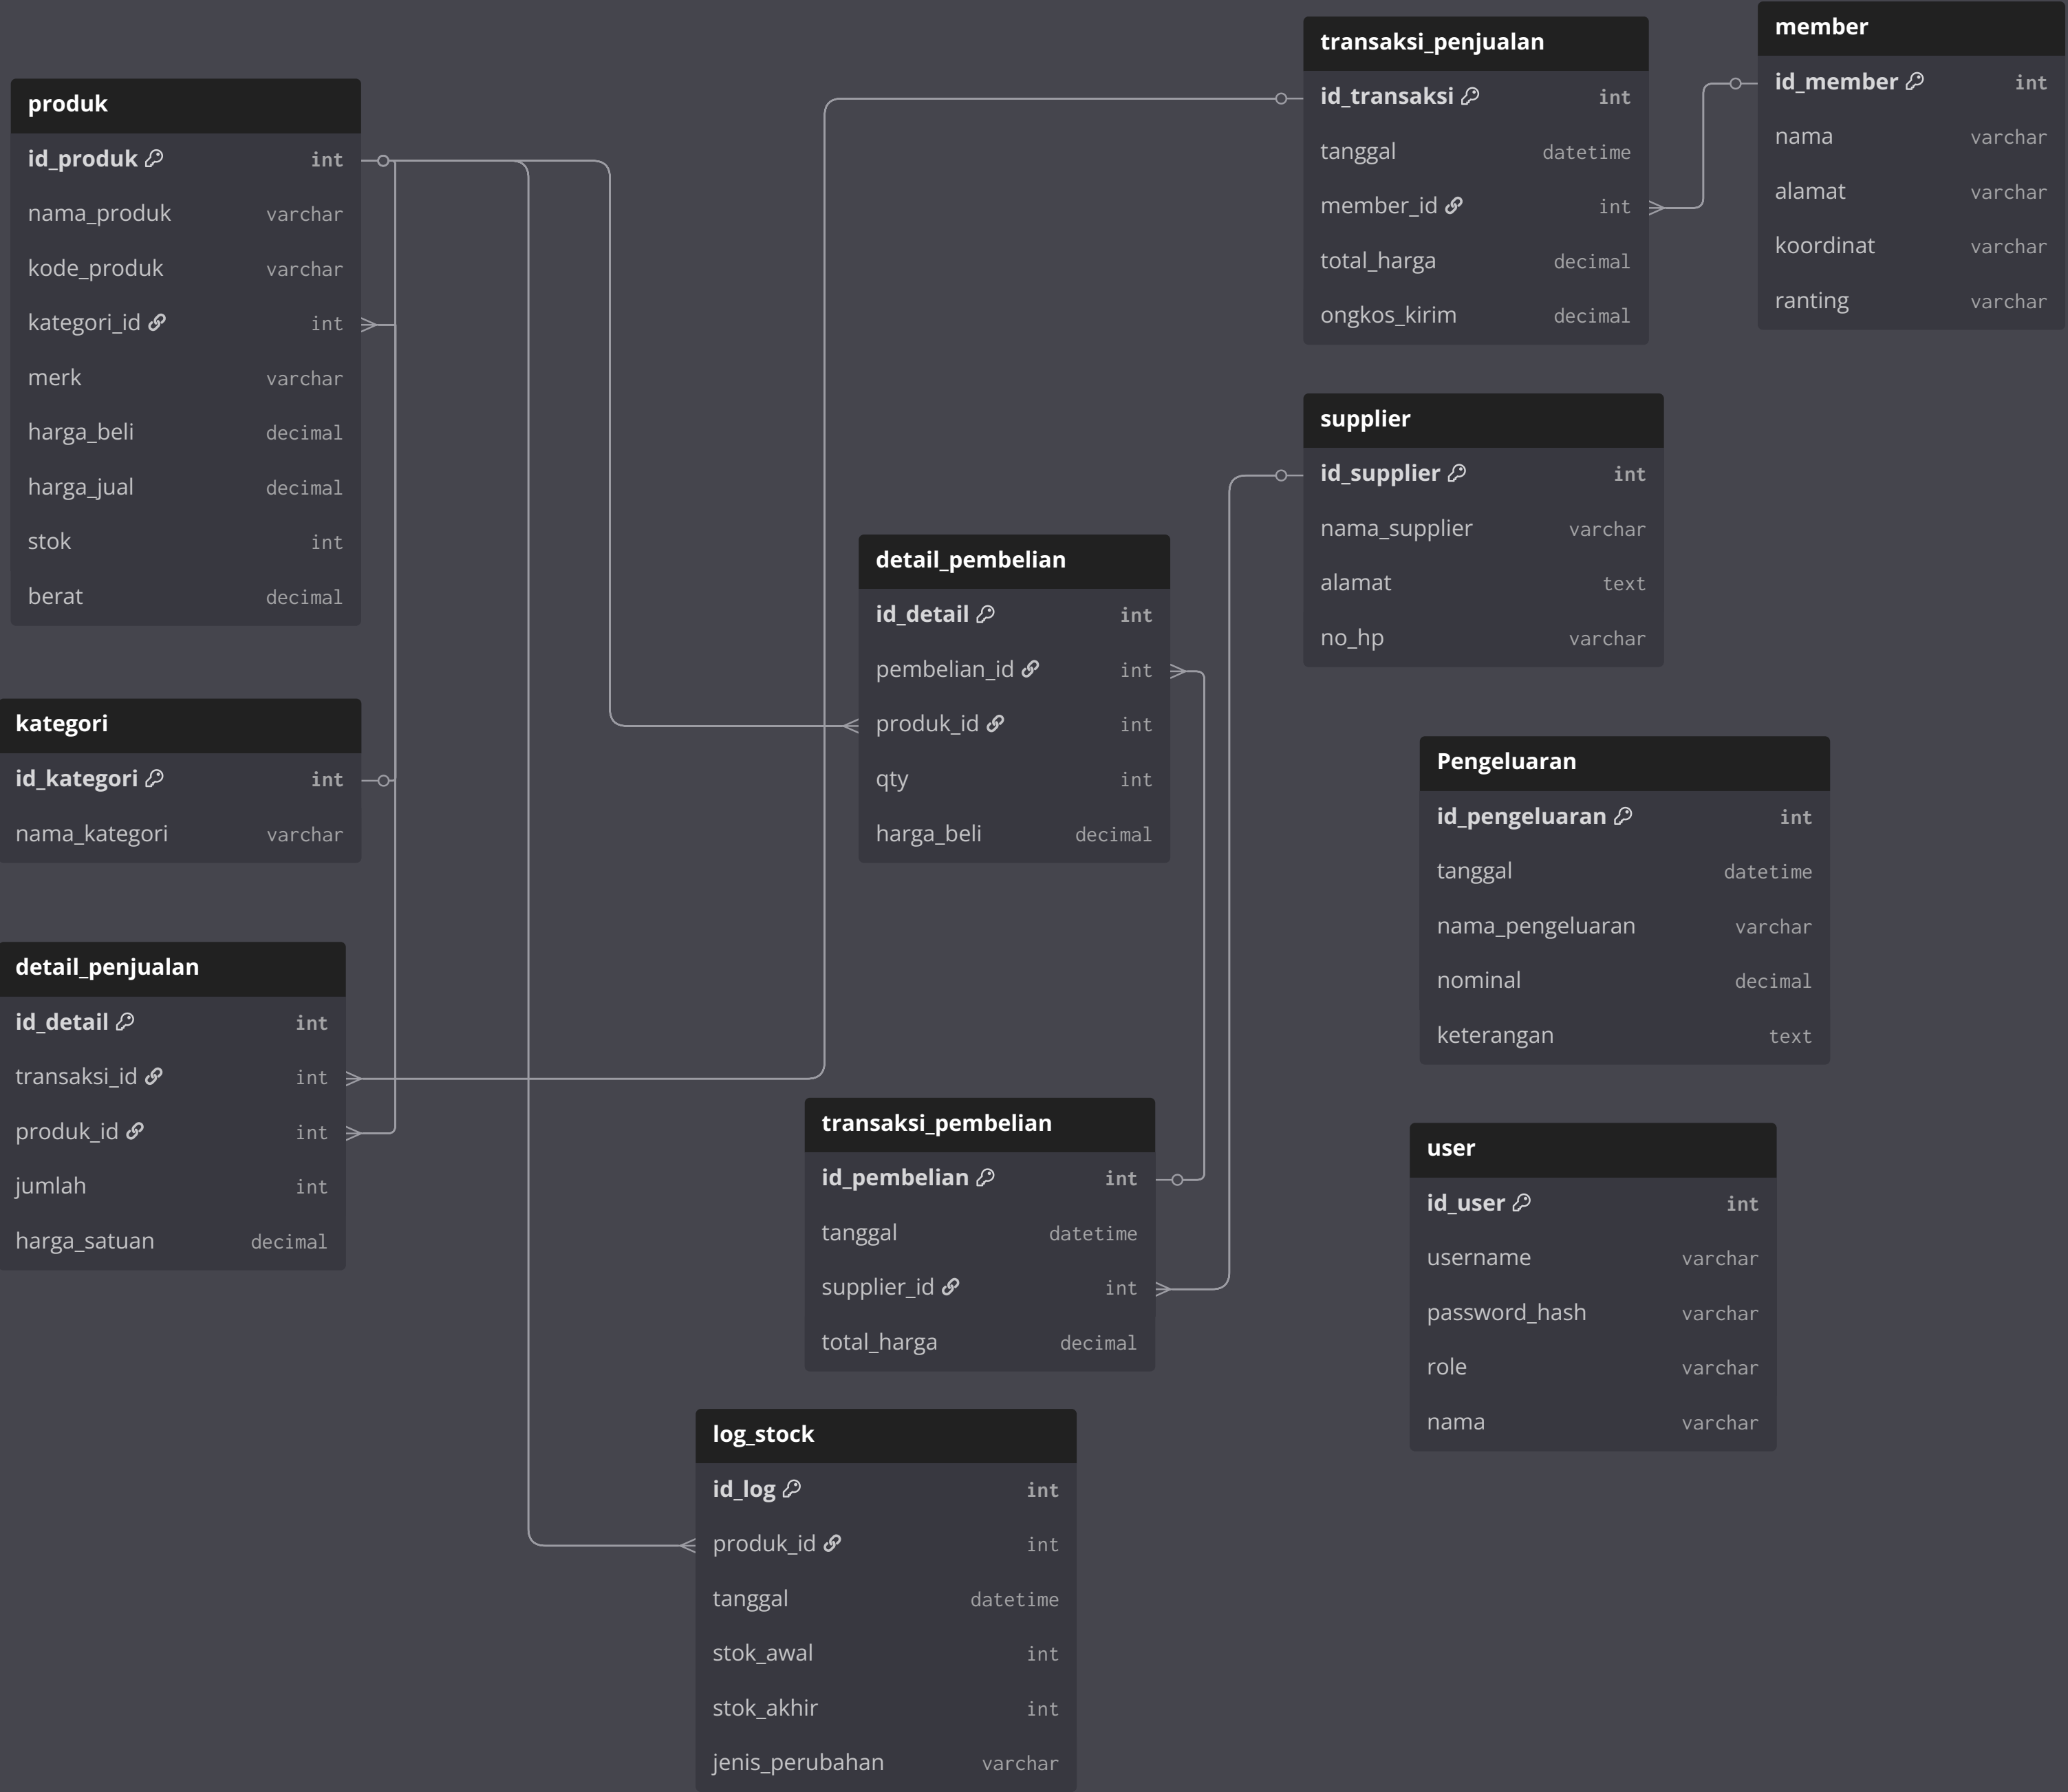 produk
id_produk int
nama_produk varchar
kode_produk varchar
kategori_id int
merk varchar
harga_beli decimal
harga_jual decimal
stok int
berat decimal
kategori
id_kategori int
nama_kategori varchar
detail_penjualan
id_detail int
transaksi_id int
produk_id int
jumlah int
harga_satuan decimal
detail_pembelian
id_detail int
pembelian_id int
produk_id int
qty int
harga_beli decimal
transaksi_pembelian
id_pembelian int
tanggal datetime
supplier_id int
total_harga decimal
log_stock
id_log int
produk_id int
tanggal datetime
stok_awal int
stok_akhir int
jenis_perubahan varchar
transaksi_penjualan
id_transaksi int
tanggal datetime
member_id int
total_harga decimal
ongkos_kirim decimal
member
id_member int
nama varchar
alamat varchar
koordinat varchar
ranting varchar
supplier
id_supplier int
nama_supplier varchar
alamat text
no_hp varchar
Pengeluaran
id_pengeluaran int
tanggal datetime
nama_pengeluaran varchar
nominal decimal
keterangan text
user
id_user int
username varchar
password_hash varchar
role varchar
nama varchar